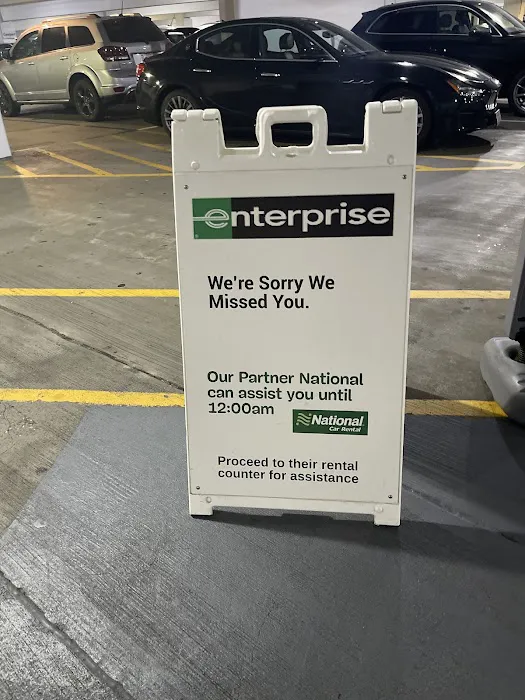 enterprise
We're Sorry We
Missed You.
Our Partner National
can assist you until
12:00am
National
Car Rental
Proceed to their rental
counter for assistance